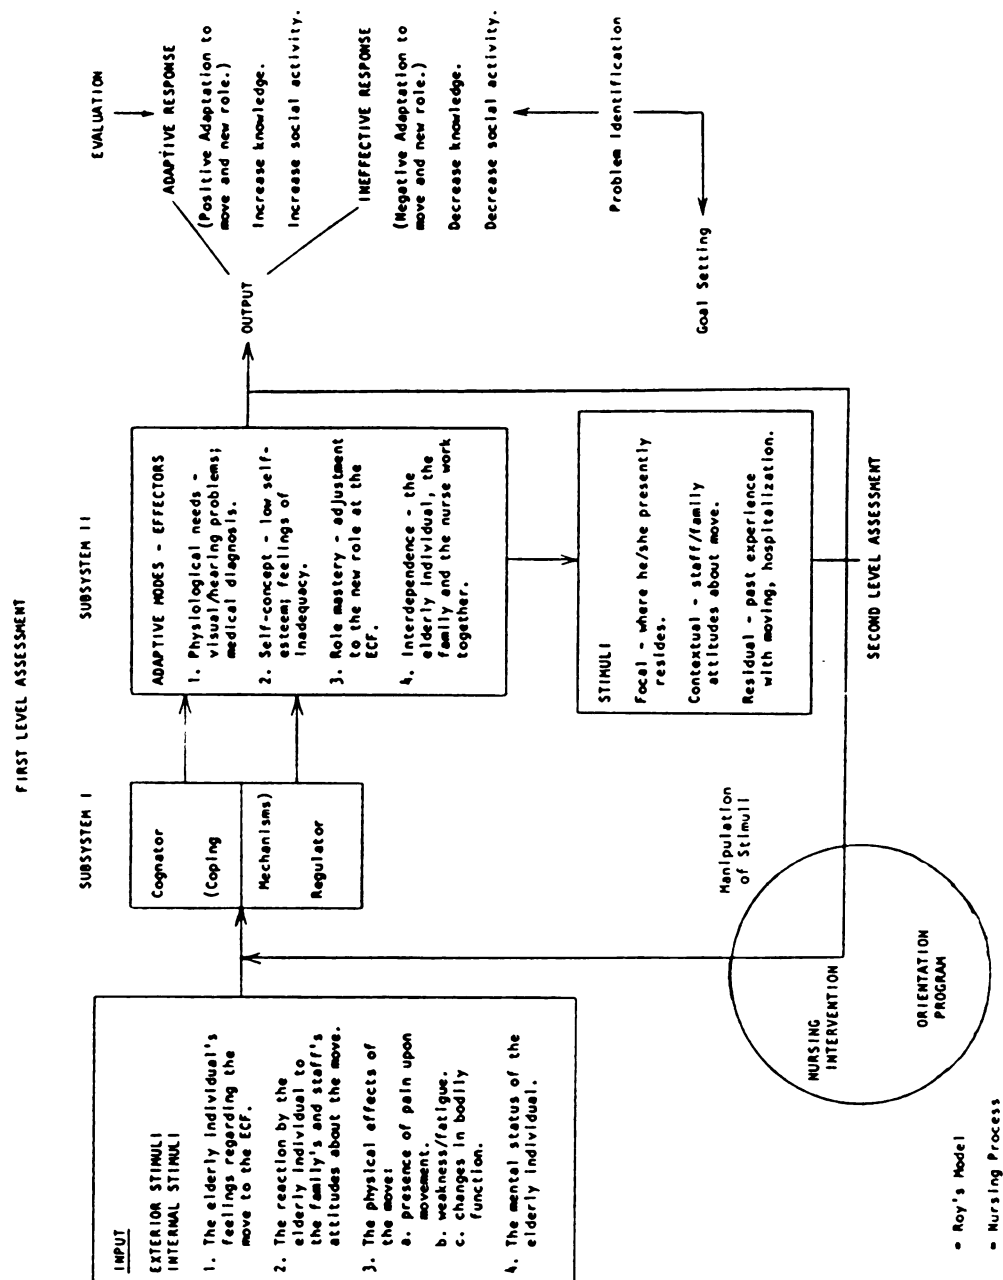 FIRST LEVEL ASSESSMENT
INPUT
EXTERIOR STIMULI
INTERNAL STIMULI
1. The elderly individual's
feelings regarding the
move to the ECF.
2. The reaction by the
elderly individual to
the family's and staff's
attitudes about the move.
3. The physical effects of
the move:
a. presence of pain upon
movement.
b. weakness/fatigue.
c. changes in bodily
function.
4. The mental status of the
elderly individual.
SUBSYSTEM I
Cognator
(Coping
Mechanisms)
Regulator
SUBSYSTEM II
ADAPTIVE MODES - EFFECTORS
1. Physiological needs -
visual/hearing problems;
medical diagnosis.
2. Self-concept - low self-
esteem; feelings of
inadequacy.
3. Role mastery - adjustment
to the new role at the
ECF.
4. Interdependence - the
elderly individual, the
family and the nurse work
together.
OUTPUT
EVALUATION
ADAPTIVE RESPONSE
(Positive Adaptation to
move and new role.)
Increase knowledge.
Increase social activity.
INEFFECTIVE RESPONSE
(Negative Adaptation to
move and new role.)
Decrease knowledge.
Decrease social activity.
Problem Identification
Goal Setting
STIMULI
Focal - where he/she presently
resides.
Contextual - staff/family
attitudes about move.
Residual - past experience
with moving, hospitalization.
SECOND LEVEL ASSESSMENT
Manipulation
of Stimuli
NURSING
INTERVENTION
ORIENTATION
PROGRAM
= Roy's Model
= Nursing Process